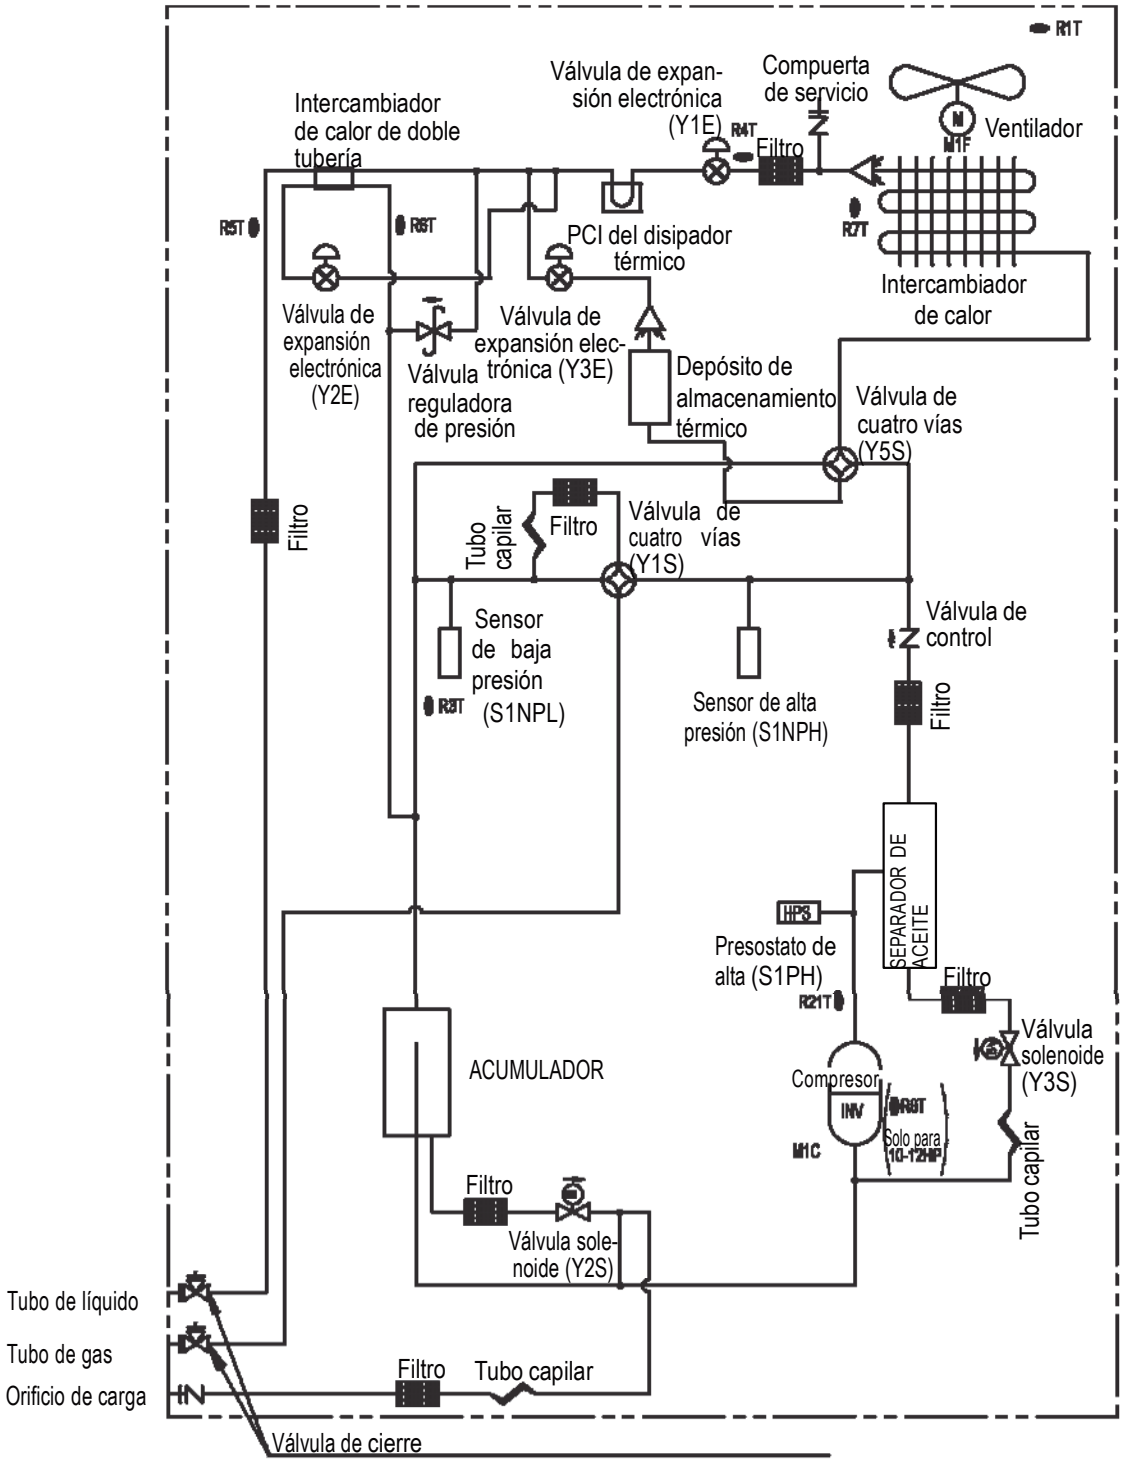 R1T
Válvula de expan-
sión electrónica
(Y1E)
Compuerta
de servicio
Intercambiador
de calor de doble
tubería
M
M1F
Ventilador
R4T
Filtro
R5T
R6T
R7T
PCI del disipador
térmico
Intercambiador
de calor
Válvula de
expansión
electrónica
(Y2E)
Válvula de
expansión elec-
trónica (Y3E)
Válvula
reguladora
de presión
Depósito de
almacenamiento
térmico
Válvula de
cuatro vías
(Y5S)
Filtro
Tubo
capilar
Filtro
Válvula de
cuatro vías
(Y1S)
Sensor
de baja
presión
(S1NPL)
R3T
Sensor de alta
presión (S1NPH)
Válvula de
control
Filtro
SEPARADOR DE
ACEITE
HPS
Presostato de
alta (S1PH)
R21T
Filtro
Válvula
solenoide
(Y3S)
ACUMULADOR
Compresor
INV
M1C
Solo para
10-12HP
Tubo capilar
Filtro
Válvula sole-
noide (Y2S)
Tubo de líquido
Tubo de gas
Orificio de carga
Filtro
Tubo capilar
Válvula de cierre